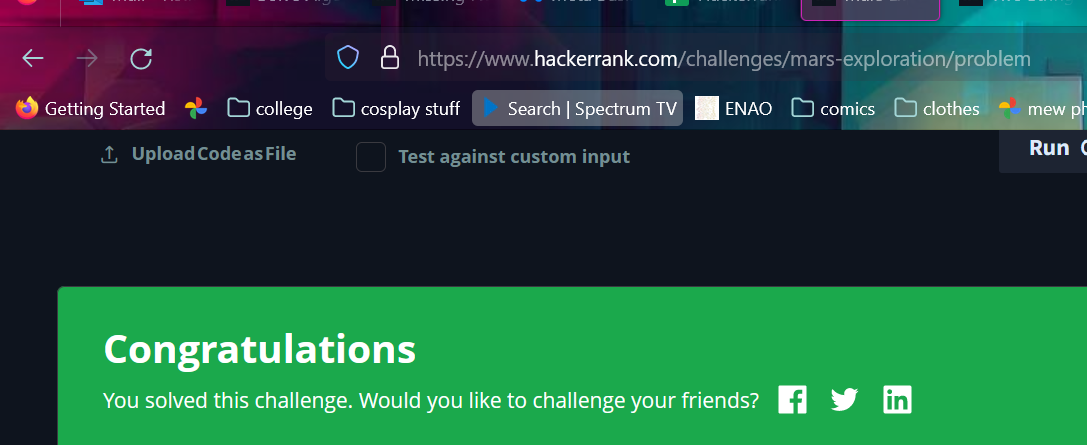 https://www.hackerrank.com/challenges/mars-exploration/problem
Getting Started college cosplay stuff Search | Spectrum TV ENAO comics clothes mew
Upload Code as File Test against custom input Run
Congratulations
You solved this challenge. Would you like to challenge your friends?